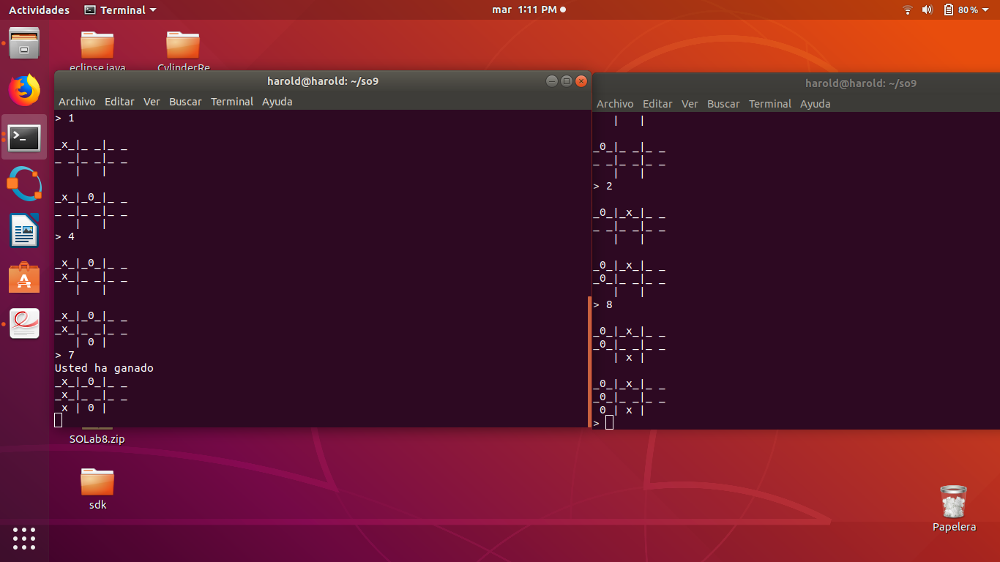 Actividades Terminal mar 1:11 PM 80%
eclipse java CylinderRe
harold@harold: ~/so9
Archivo Editar Ver Buscar Terminal Ayuda
> 1

_x_|_ _|_ _
_ _|_ _|_ _
   |   |

_x_|_0_|_ _
_ _|_ _|_ _
   |   |
> 4

_x_|_0_|_ _
_x_|_ _|_ _
   |   |

_x_|_0_|_ _
_x_|_ _|_ _
   | 0 |
> 7
Usted ha ganado
_x_|_0_|_ _
_x_|_ _|_ _
 x | 0 |
harold@harold: ~/so9
Archivo Editar Ver Buscar Terminal Ayuda
   |   |

_0_|_ _|_ _
_ _|_ _|_ _
   |   |
> 2

_0_|_x_|_ _
_ _|_ _|_ _
   |   |

_0_|_x_|_ _
_0_|_ _|_ _
   |   |
> 8

_0_|_x_|_ _
_0_|_ _|_ _
   | x |

_0_|_x_|_ _
_0_|_ _|_ _
 0 | x |
>
SOLab8.zip
sdk
Papelera